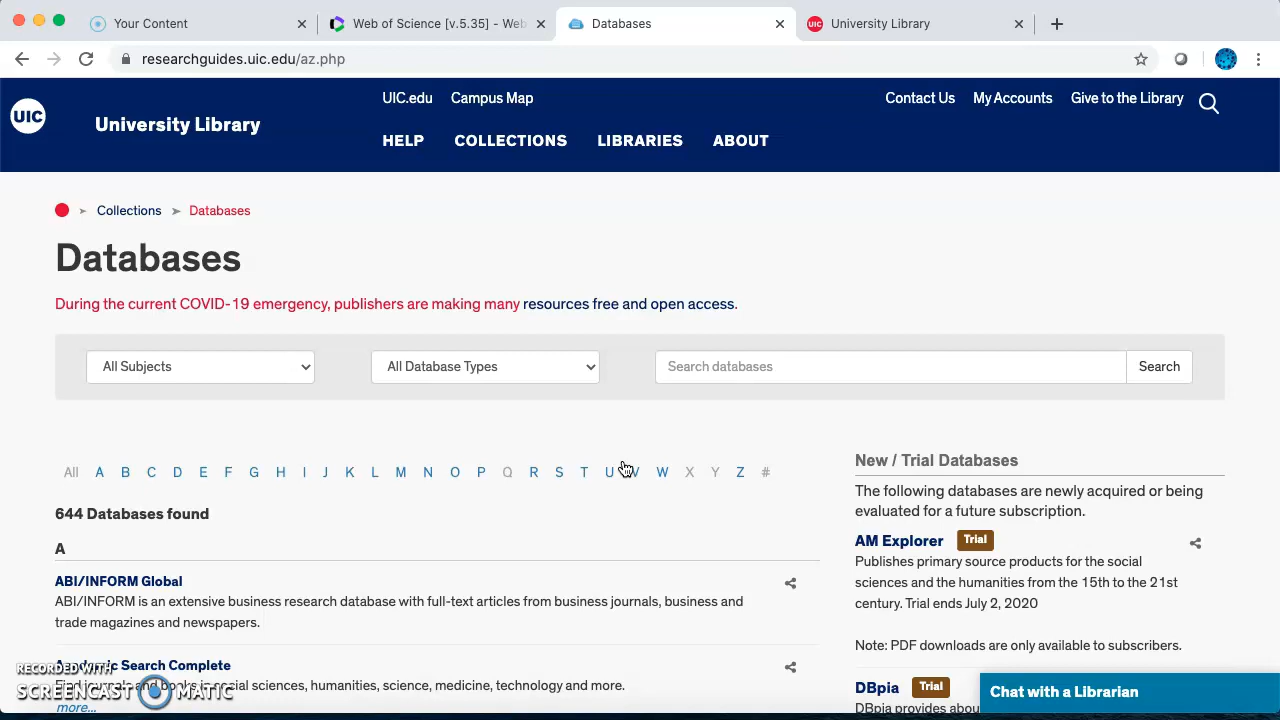 Your Content
Web of Science [v.5.35] - Web
Databases
UIC
University Library
researchguides.uic.edu/az.php
UIC
University Library
UIC.edu
Campus Map
Contact Us
My Accounts
Give to the Library
HELP
COLLECTIONS
LIBRARIES
ABOUT
Collections
Databases
Databases
During the current COVID-19 emergency, publishers are making many resources free and open access.
All Subjects
All Database Types
Search databases
Search
All A B C D E F G H I J K L M N O P Q R S T U V W X Y Z #
644 Databases found
A
ABI/INFORM Global
ABI/INFORM is an extensive business research database with full-text articles from business journals, business and
trade magazines and newspapers.
Academic Search Complete
journals and books in social sciences, humanities, science, medicine, technology and more.
more...
New / Trial Databases
The following databases are newly acquired or being
evaluated for a future subscription.
AM Explorer Trial
Publishes primary source products for the social
sciences and the humanities from the 15th to the 21st
century. Trial ends July 2, 2020
Note: PDF downloads are only available to subscribers.
DBpia Trial
DBpia provides
Chat with a Librarian
RECORDED WITH
SCREENCAST MATIC